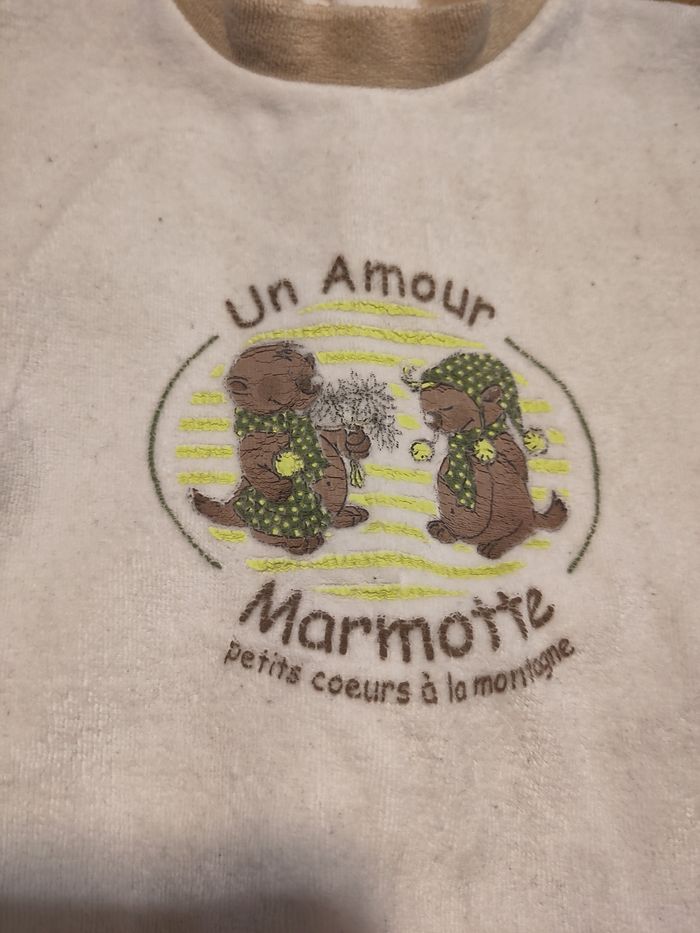 Un Amour
Marmotte
petits coeurs à la montagne